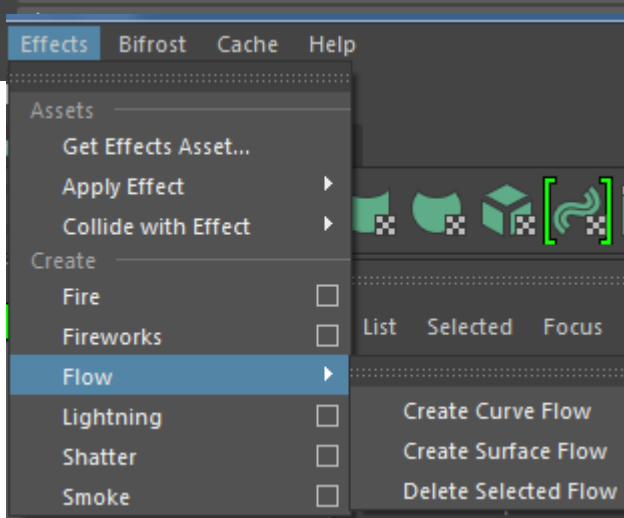 Effects Bifrost Cache Help
Assets
Get Effects Asset...
Apply Effect
Collide with Effect
Create
Fire
Fireworks
List Selected Focus
Flow
Lightning
Create Curve Flow
Shatter
Create Surface Flow
Smoke
Delete Selected Flow